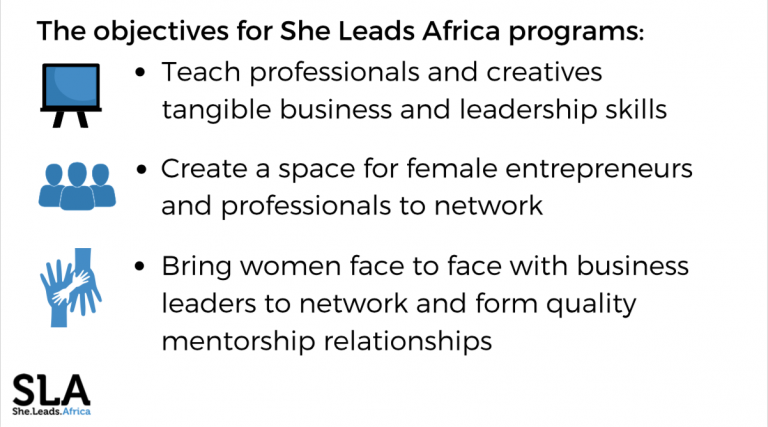 The objectives for She Leads Africa programs:
• Teach professionals and creatives
tangible business and leadership skills
• Create a space for female entrepreneurs
and professionals to network
• Bring women face to face with business
leaders to network and form quality
mentorship relationships
SLA
She.Leads.Africa